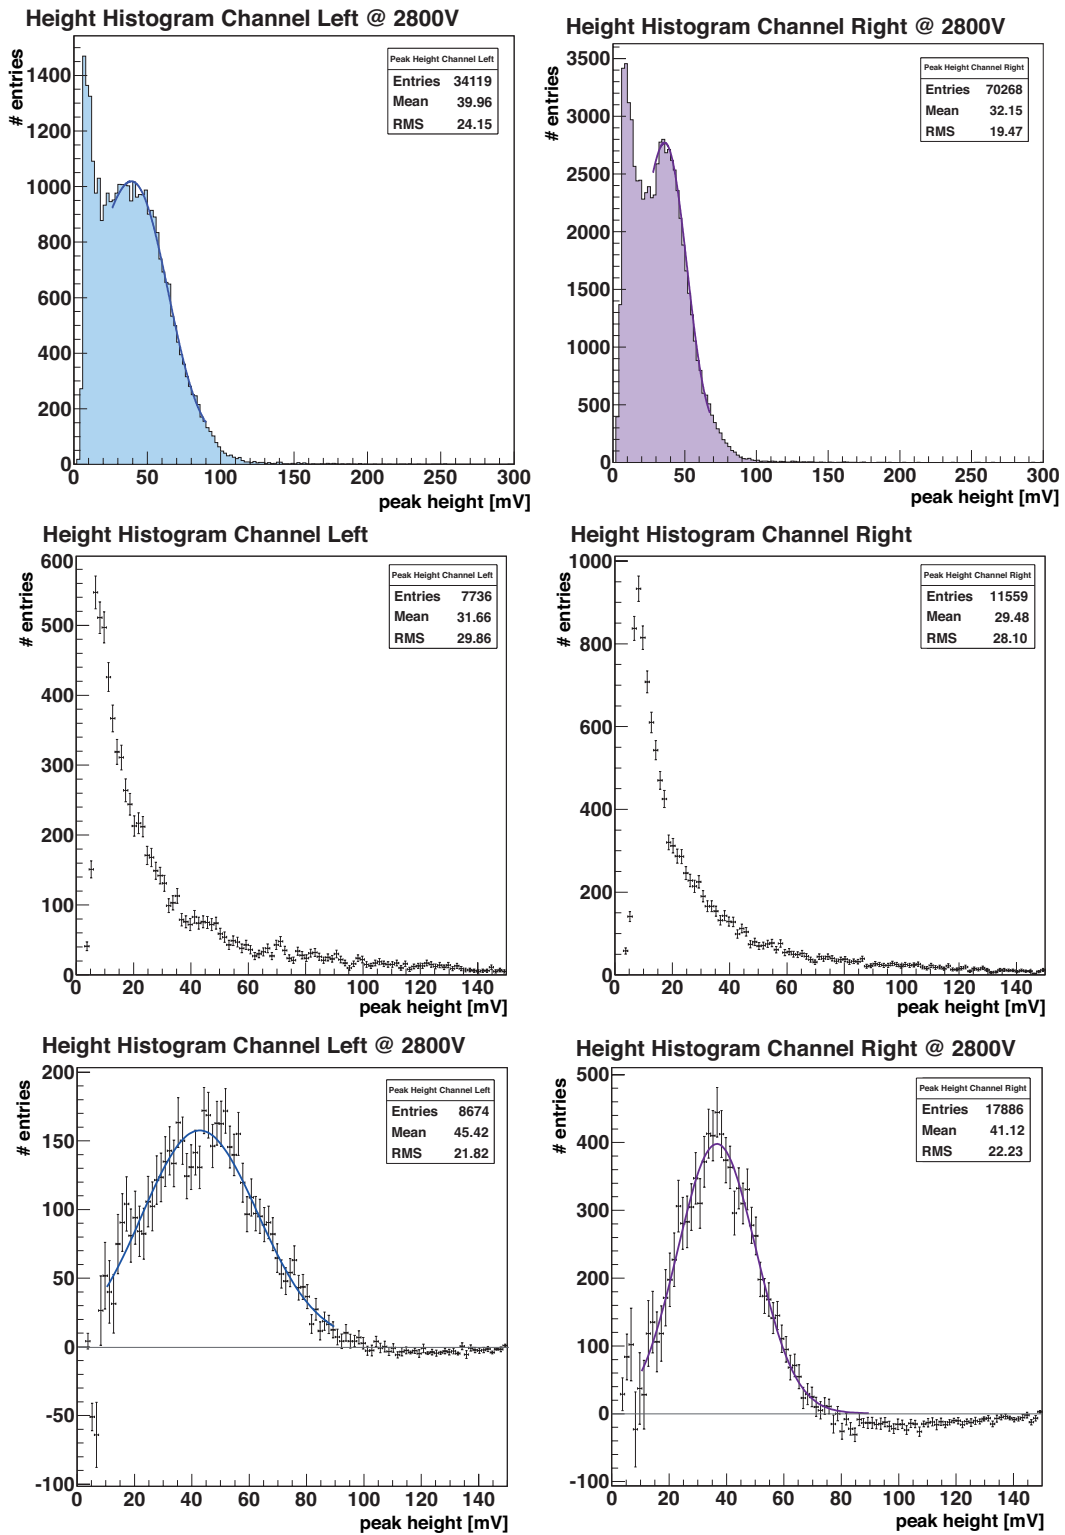 Height Histogram Channel Left @ 2800V
# entries
1400
1200
1000
800
600
400
200
0
Peak Height Channel Left
Entries 34119
Mean 39.96
RMS 24.15
0 50 100 150 200 250 300
peak height [mV]
Height Histogram Channel Right @ 2800V
# entries
3500
3000
2500
2000
1500
1000
500
0
Peak Height Channel Right
Entries 70268
Mean 32.15
RMS 19.47
0 50 100 150 200 250 300
peak height [mV]
Height Histogram Channel Left
# entries
600
500
400
300
200
100
0
Peak Height Channel Left
Entries 7736
Mean 31.66
RMS 29.86
0 20 40 60 80 100 120 140
peak height [mV]
Height Histogram Channel Right
# entries
1000
800
600
400
200
0
Peak Height Channel Right
Entries 11559
Mean 29.48
RMS 28.10
0 20 40 60 80 100 120 140
peak height [mV]
Height Histogram Channel Left @ 2800V
# entries
200
150
100
50
0
-50
-100
Peak Height Channel Left
Entries 8674
Mean 45.42
RMS 21.82
0 20 40 60 80 100 120 140
peak height [mV]
Height Histogram Channel Right @ 2800V
# entries
500
400
300
200
100
0
-100
Peak Height Channel Right
Entries 17886
Mean 41.12
RMS 22.23
0 20 40 60 80 100 120 140
peak height [mV]